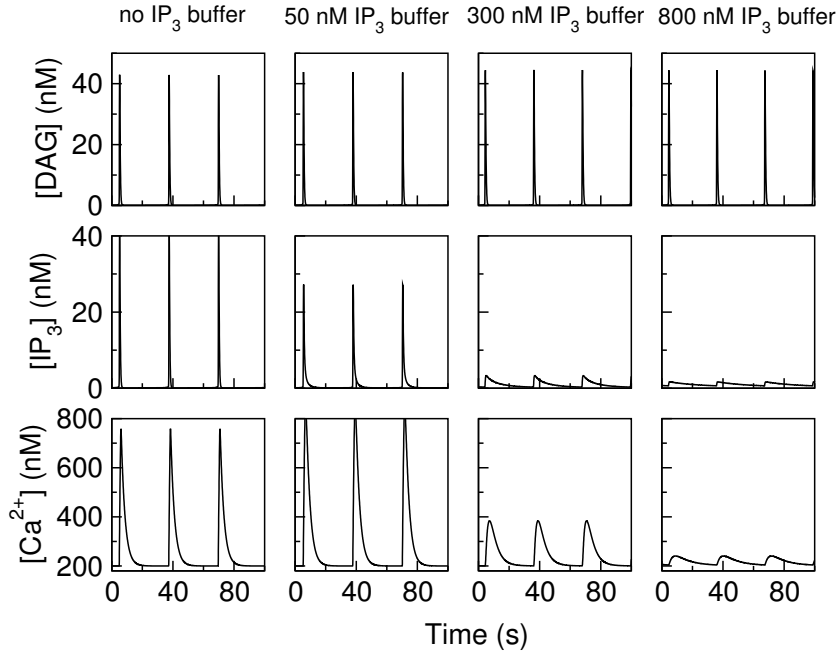 no IP₃ buffer 50 nM IP₃ buffer 300 nM IP₃ buffer 800 nM IP₃ buffer
[DAG] (nM)
40
20
0
[IP₃] (nM)
40
20
0
[Ca²⁺] (nM)
800
600
400
200
0 40 80 0 40 80 0 40 80 0 40 80
Time (s)